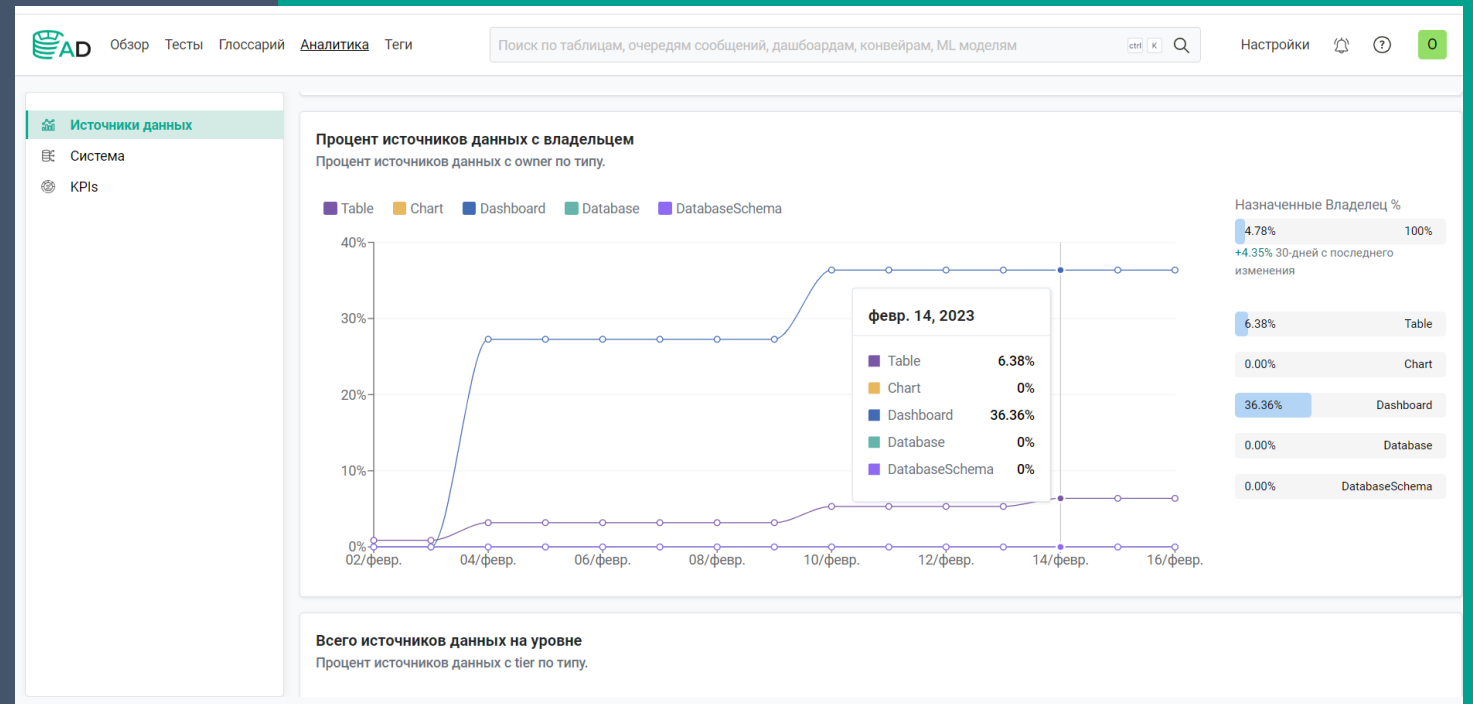 AD
Обзор Тесты Глоссарий Аналитика Теги
Поиск по таблицам, очередям сообщений, дашбоардам, конвейрам, ML моделям
ctrl K
Настройки
?
O
Источники данных
Система
KPIs
Процент источников данных с владельцем
Процент источников данных с owner по типу.
Table Chart Dashboard Database DatabaseSchema
40%
30%
20%
10%
0%
02/февр. 04/февр. 06/февр. 08/февр. 10/февр. 12/февр. 14/февр. 16/февр.
февр. 14, 2023
Table 6.38%
Chart 0%
Dashboard 36.36%
Database 0%
DatabaseSchema 0%
Назначенные Владелец %
4.78% 100%
+4.35% 30-дней с последнего
изменения
6.38% Table
0.00% Chart
36.36% Dashboard
0.00% Database
0.00% DatabaseSchema
Всего источников данных на уровне
Процент источников данных с tier по типу.